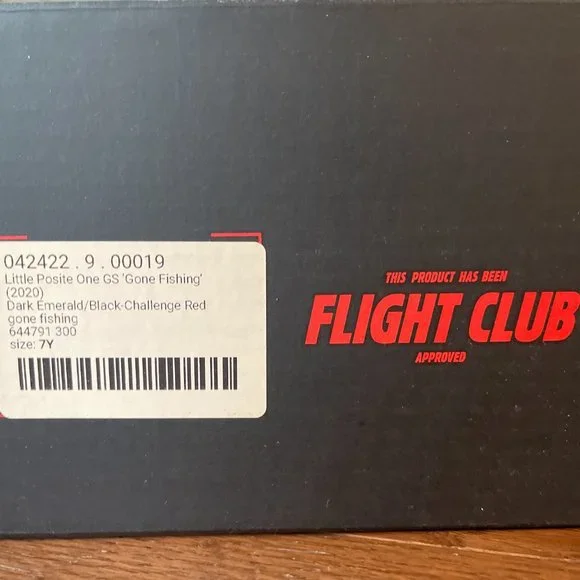 042422 . 9 . 00019
Little Posite One GS 'Gone Fishing'
(2020)
Dark Emerald/Black-Challenge Red
gone fishing
644791 300
size: 7Y
THIS PRODUCT HAS BEEN
FLIGHT CLUB
APPROVED